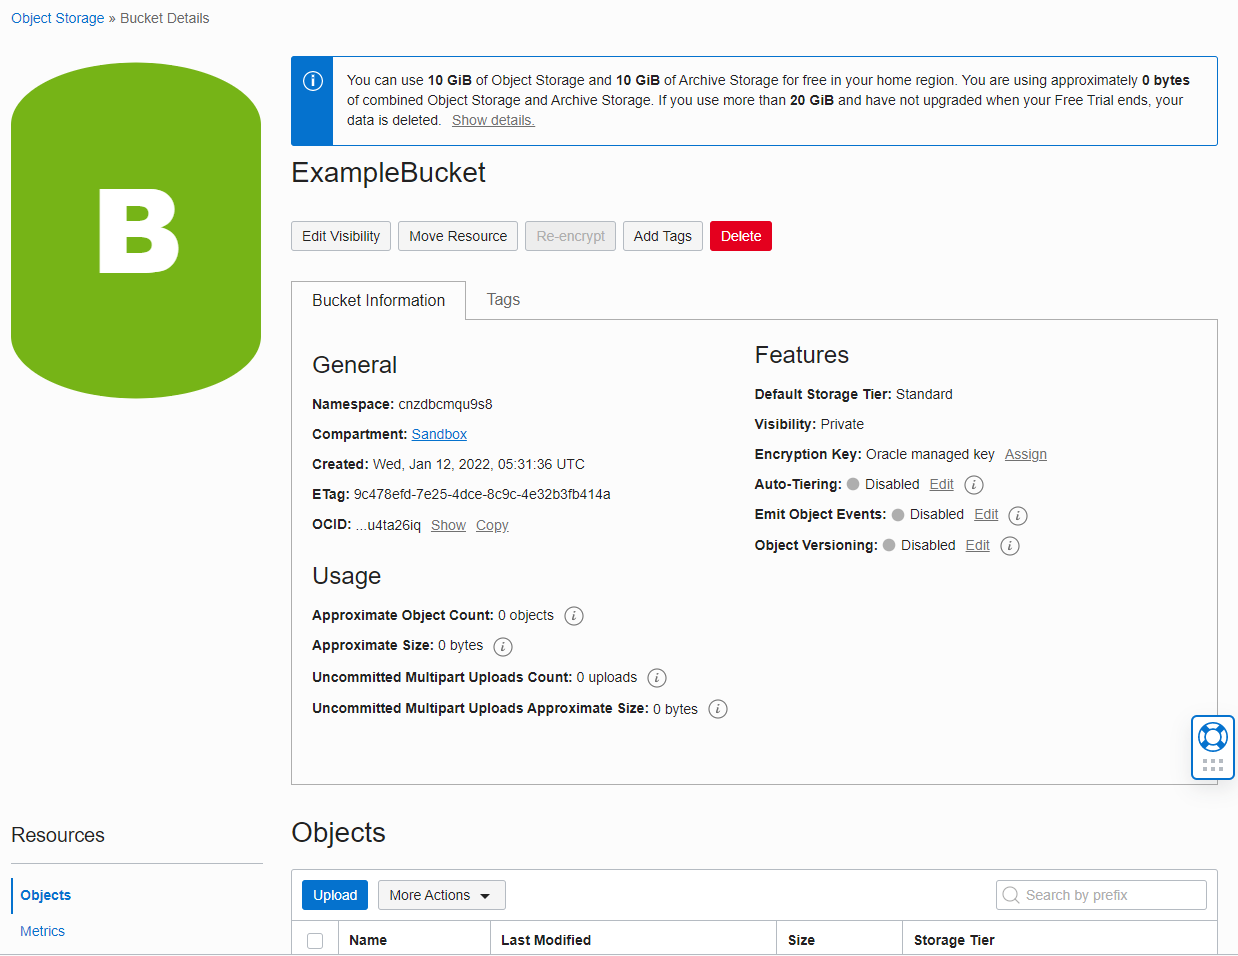 Object Storage » Bucket Details
B
You can use 10 GiB of Object Storage and 10 GiB of Archive Storage for free in your home region. You are using approximately 0 bytes
of combined Object Storage and Archive Storage. If you use more than 20 GiB and have not upgraded when your Free Trial ends, your
data is deleted. Show details.
ExampleBucket
Edit Visibility Move Resource Re-encrypt Add Tags Delete
Bucket Information Tags
General
Namespace: cnzdbcmqu9s8
Compartment: Sandbox
Created: Wed, Jan 12, 2022, 05:31:36 UTC
ETag: 9c478efd-7e25-4dce-8c9c-4e32b3fb414a
OCID: ...u4ta26iq Show Copy
Usage
Approximate Object Count: 0 objects
Approximate Size: 0 bytes
Uncommitted Multipart Uploads Count: 0 uploads
Uncommitted Multipart Uploads Approximate Size: 0 bytes
Features
Default Storage Tier: Standard
Visibility: Private
Encryption Key: Oracle managed key Assign
Auto-Tiering: Disabled Edit
Emit Object Events: Disabled Edit
Object Versioning: Disabled Edit
Resources
Objects
Metrics
Objects
Upload More Actions Search by prefix
Name Last Modified Size Storage Tier